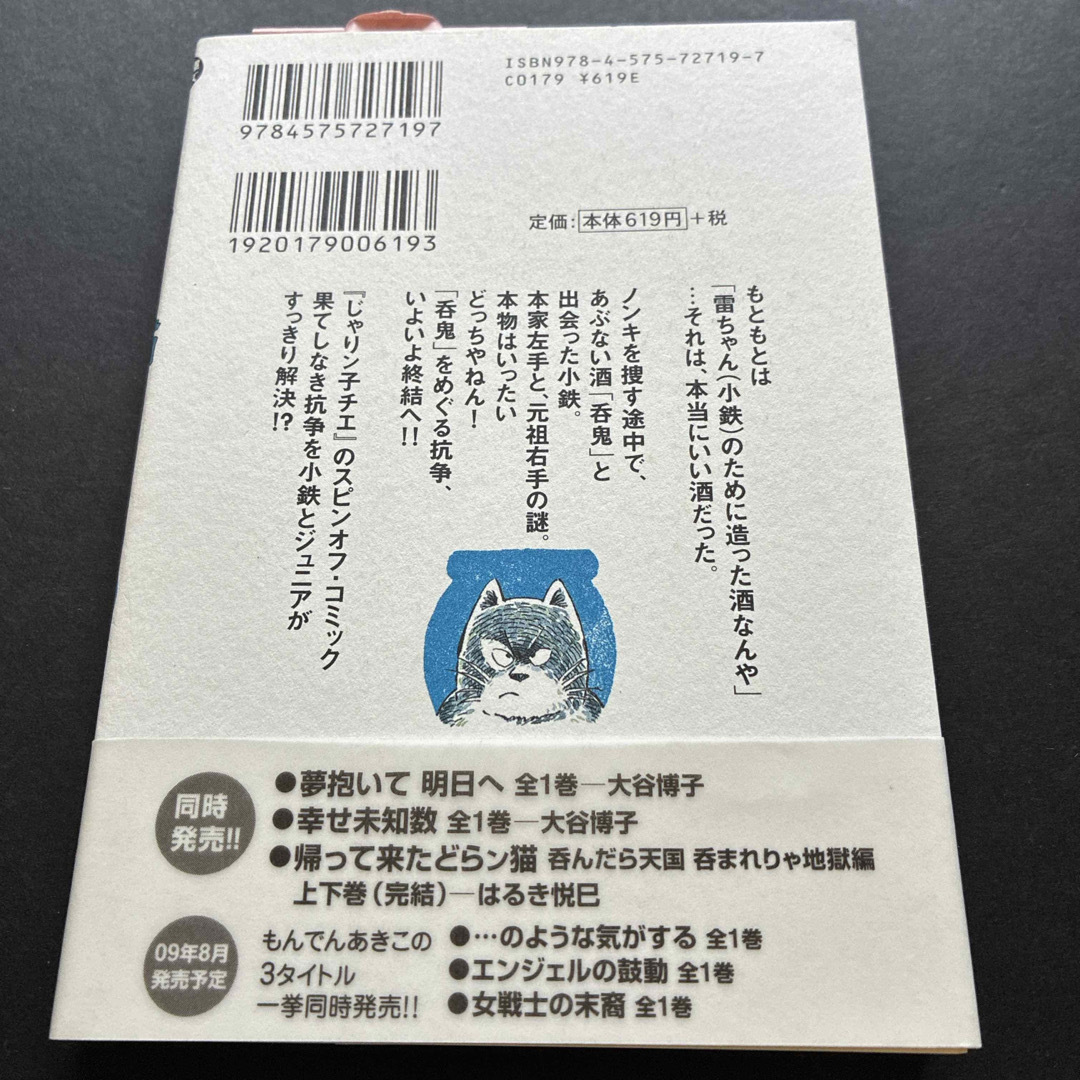 ISBN978-4-575-72719-7
C0179 ¥619E
9784575727197
1920179006193
定価：本体619円＋税
もともとは
「雷ちゃん（小鉄）のために造った酒なんや」
…それは、本当にいい酒だった。
ノンキを捜す途中で、
あぶない酒「呑鬼」と
出会った小鉄。
本家左手と、元祖右手の謎。
本物はいったい
どっちやねん！
「呑鬼」をめぐる抗争、
いよいよ終結へ!!
『じゃりン子チエ』のスピンオフ・コミック
果てしなき抗争を小鉄とジュニアが
すっきり解決!?
同時
発売!!
●夢抱いて 明日へ 全1巻─大谷博子
●幸せ未知数 全1巻─大谷博子
●帰って来たどらン猫 呑んだら天国 呑まれりゃ地獄編
上下巻（完結）─はるき悦巳
09年8月
発売予定
もんでんあきこの
3タイトル
一挙同時発売!!
●…のような気がする 全1巻
●エンジェルの鼓動 全1巻
●女戦士の末裔 全1巻